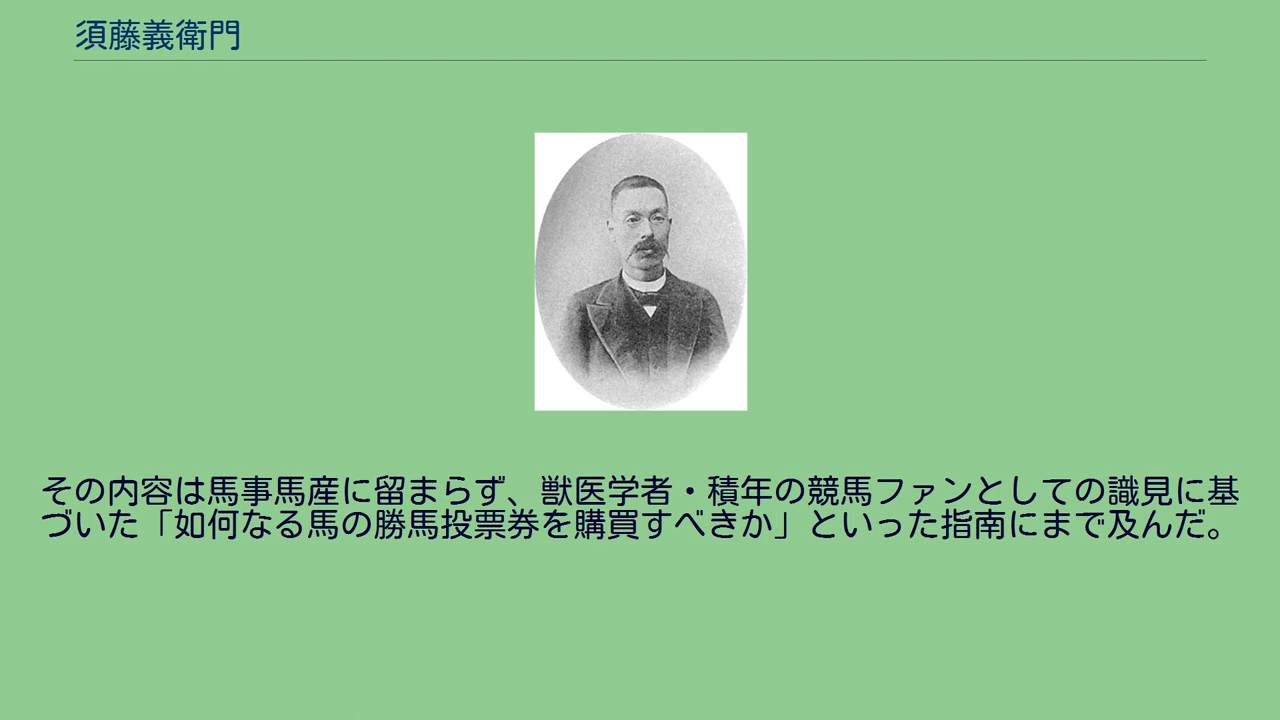 須藤義衛門
その内容は馬事馬産に留まらず、獣医学者・積年の競馬ファンとしての識見に基
づいた「如何なる馬の勝馬投票券を購買すべきか」といった指南にまで及んだ。